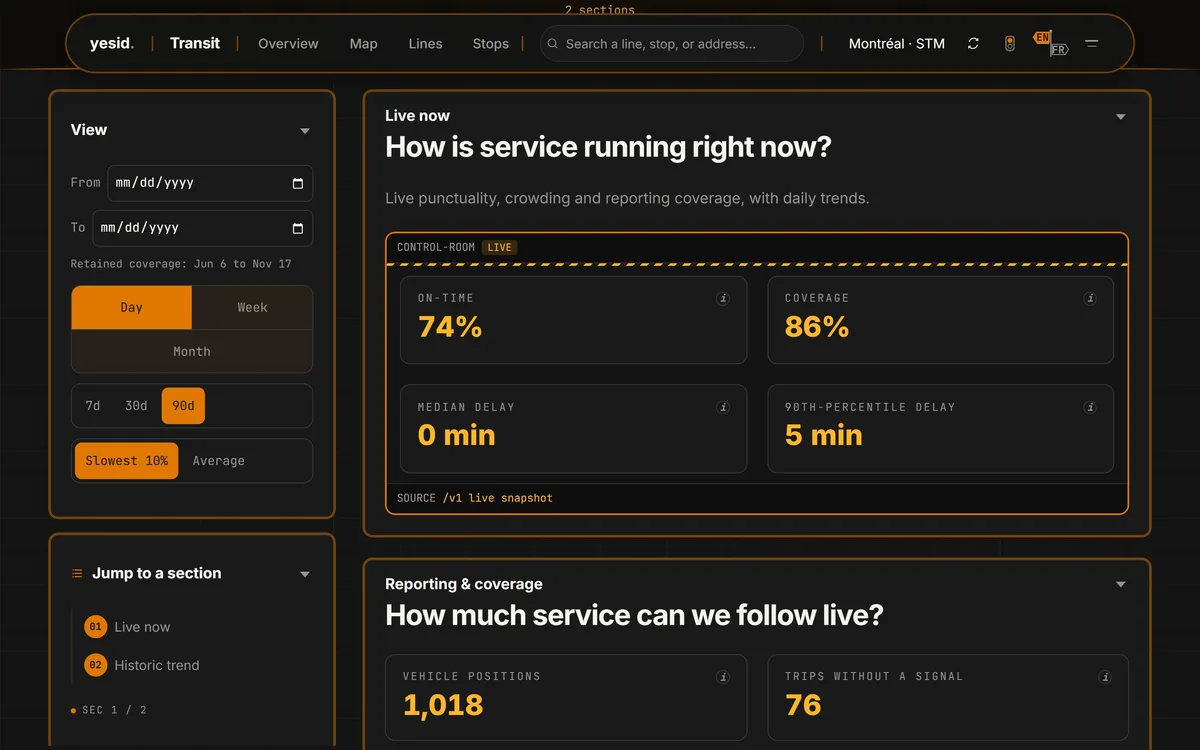 2 sections
yesid. | Transit | Overview Map Lines Stops | Search a line, stop, or address... | Montréal · STM EN FR
View
From mm/dd/yyyy
To mm/dd/yyyy
Retained coverage: Jun 6 to Nov 17
Day Week
Month
7d 30d 90d
Slowest 10% Average
Jump to a section
01 Live now
02 Historic trend
SEC 1 / 2
Live now
How is service running right now?
Live punctuality, crowding and reporting coverage, with daily trends.
CONTROL-ROOM LIVE
ON-TIME
74%
COVERAGE
86%
MEDIAN DELAY
0 min
90TH-PERCENTILE DELAY
5 min
SOURCE /v1 live snapshot
Reporting & coverage
How much service can we follow live?
VEHICLE POSITIONS
1,018
TRIPS WITHOUT A SIGNAL
76